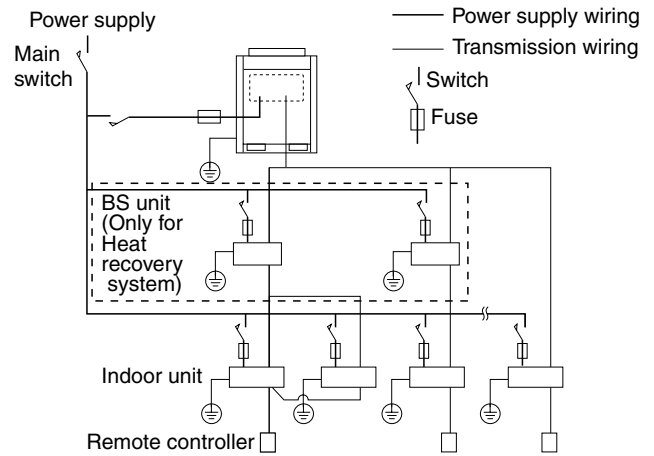 Power supply
Main
switch
Power supply wiring
Transmission wiring
Switch
Fuse
BS unit
(Only for
Heat
recovery
system)
Indoor unit
Remote controller